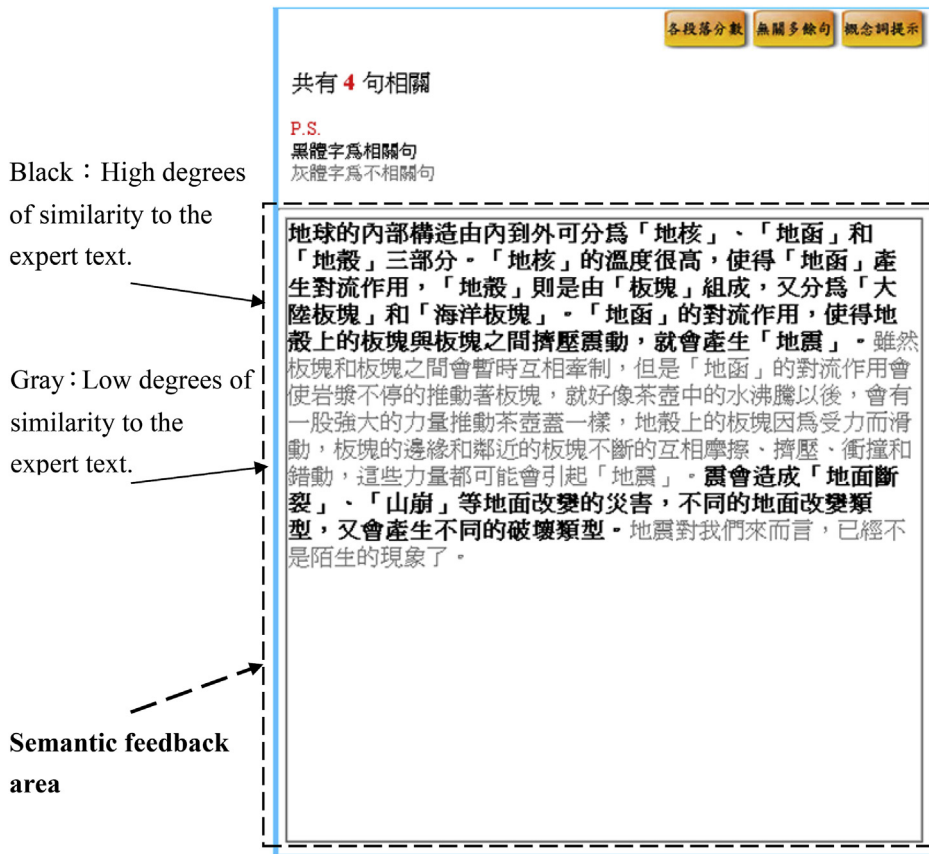 各段落分數 無關多餘句 概念詞提示
共有 4 句相關
P.S.
黑體字爲相關句
灰體字爲不相關句
Black：High degrees
of similarity to the
expert text.
Gray：Low degrees of
similarity to the
expert text.
Semantic feedback
area
地球的內部構造由內到外可分爲「地核」、「地函」和
「地殼」三部分。「地核」的溫度很高，使得「地函」產
生對流作用，「地殼」則是由「板塊」組成，又分爲「大
陸板塊」和「海洋板塊」。「地函」的對流作用，使得地
殼上的板塊與板塊之間擠壓震動，就會產生「地震」。雖然
板塊和板塊之間會暫時互相牽制，但是「地函」的對流作用會
使岩漿不停的推動著板塊，就好像茶壺中的水沸騰以後，會有
一股強大的力量推動茶壺蓋一樣，地殼上的板塊因爲受力而滑
動，板塊的邊緣和鄰近的板塊不斷的互相摩擦、擠壓、衝撞和
錯動，這些力量都可能會引起「地震」。震會造成「地面斷
裂」、「山崩」等地面改變的災害，不同的地面改變類
型，又會產生不同的破壞類型。地震對我們來而言，已經不
是陌生的現象了。